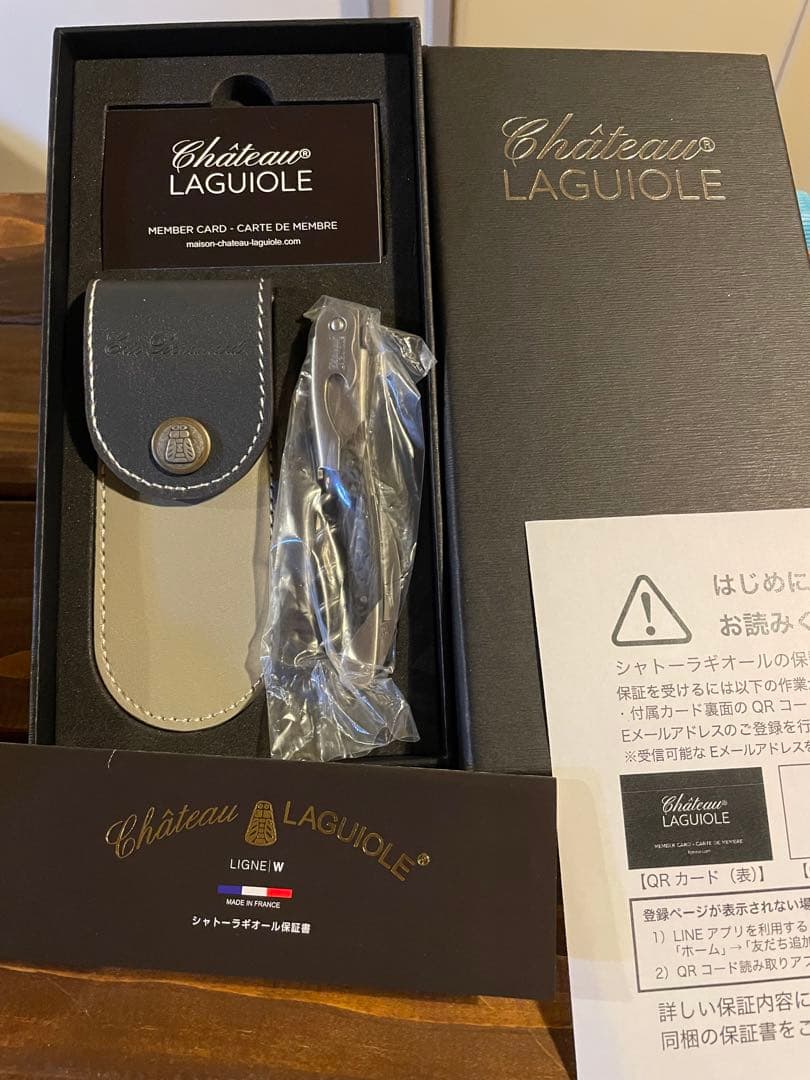 Château®
LAGUIOLE
MEMBER CARD - CARTE DE MEMBRE
maison-chateau-laguiole.com
Château®
LAGUIOLE
Château LAGUIOLE®
LIGNE|W
MADE IN FRANCE
シャトーラギオール保証書
はじめに
お読みく
シャトーラギオールの保
保証を受けるには以下の作業
・付属カード裏面の QR コー
Eメールアドレスのご登録を行
※受信可能な Eメールアドレスを
Château®
LAGUIOLE
MEMBER CARD - CARTE DE MEMBRE
【QR カード（表）】
登録ページが表示されない場
1）LINE アプリを利用する
「ホーム」→「友だち追加
2）QR コード読み取りアプ
詳しい保証内容に
同梱の保証書をご